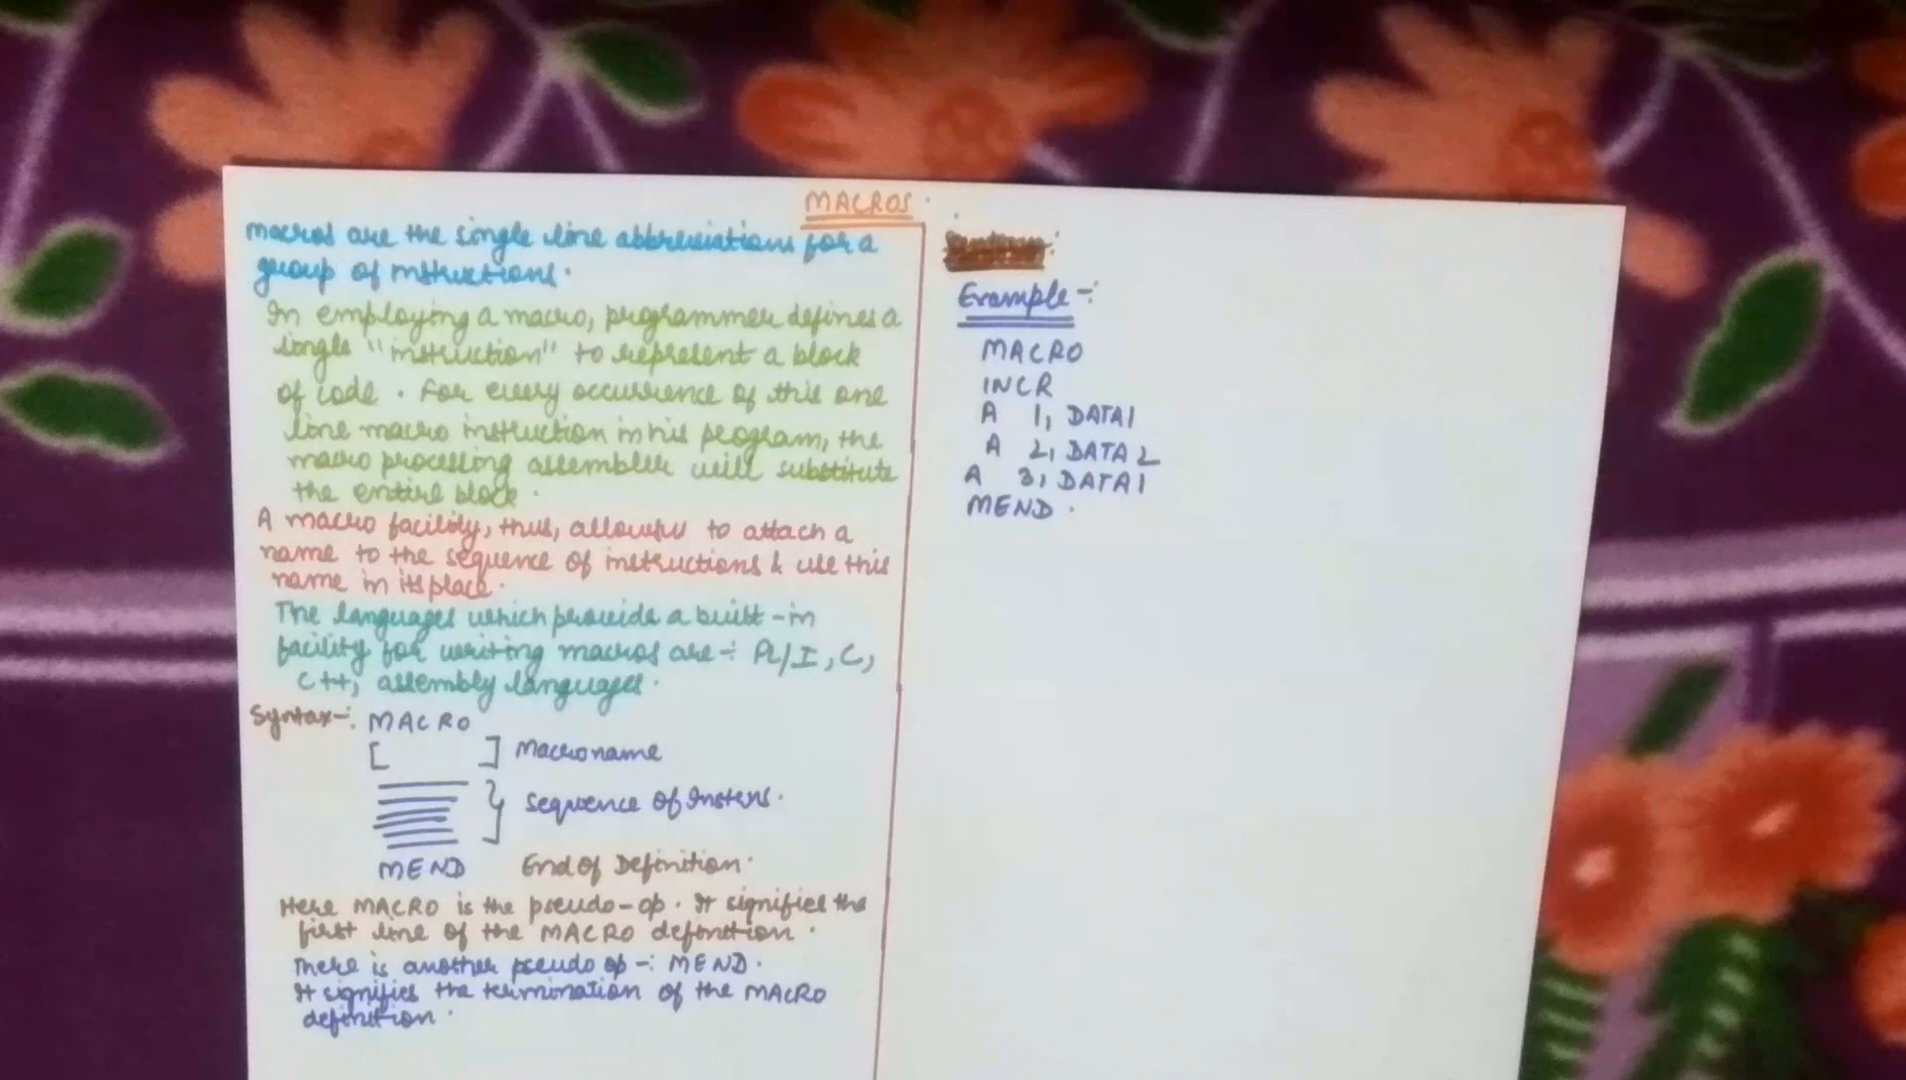 MACROS.
Macros are the single line abbreviations for a
group of instructions.
In employing a macro, programmer defines a
single "instruction" to represent a block
of code. For every occurrence of this one
line macro instruction in his program, the
macro processing assembler will substitute
the entire block.
A macro facility, thus, allows us to attach a
name to the sequence of instructions & use this
name in its place.
The languages which provide a built-in
facility for writing macros are -: PL/I, C,
C++, assembly languages.
Syntax-: MACRO
[ ] Macroname
Sequence of Instrns.
MEND End of Definition.
Here MACRO is the pseudo-op. It signifies the
first line of the MACRO definition.
There is another pseudo op -: MEND.
It signifies the termination of the MACRO
definition.
Example-:
MACRO
INCR
A 1, DATA1
A 2, DATA2
A 3, DATA1
MEND.